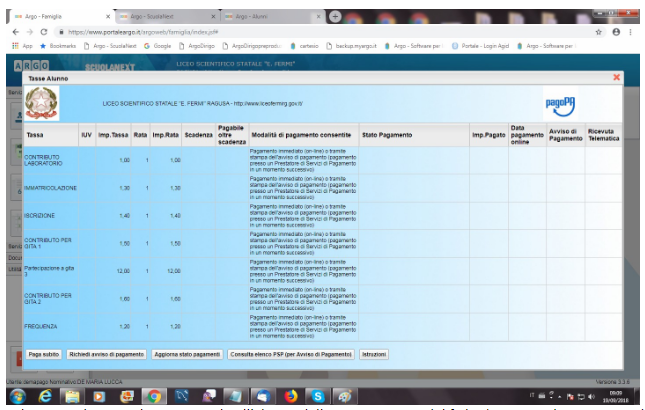 Argo - Famiglia
Argo - ScuolaNext
Argo - Alunni
https://www.portaleargo.it/argoweb/famiglia/index.jsf#
App Bookmarks Argo - ScuolaNext Google ArgoDingo cartesio backup.myargo.it Argo - Software per Portale - Login Agid Argo - Software per
ARGO SCUOLANEXT LICEO SCIENTIFICO STATALE "E. FERMI"
Tasse Alunno
LICEO SCIENTIFICO STATALE "E. FERMI" RAGUSA - http://www.liceofermirg.gov.it/
pagoPA
Tassa IUV Imp.Tassa Rata Imp.Rata Scadenza Pagabile oltre scadenza Modalità di pagamento consentite Stato Pagamento Imp.Pagato Data pagamento online Avviso di Pagamento Ricevuta Telematica
CONTRIBUTO LABORATORIO 1,00 1 1,00 Pagamento immediato (on-line) o tramite stampa dell'avviso di pagamento (pagamento presso un Prestatore di Servizi di Pagamento in un momento successivo)
IMMATRICOLAZIONE 1,30 1 1,30 Pagamento immediato (on-line) o tramite stampa dell'avviso di pagamento (pagamento presso un Prestatore di Servizi di Pagamento in un momento successivo)
ISCRIZIONE 1,40 1 1,40 Pagamento immediato (on-line) o tramite stampa dell'avviso di pagamento (pagamento presso un Prestatore di Servizi di Pagamento in un momento successivo)
CONTRIBUTO PER GITA 1 1,50 1 1,50 Pagamento immediato (on-line) o tramite stampa dell'avviso di pagamento (pagamento presso un Prestatore di Servizi di Pagamento in un momento successivo)
Partecipazione a gita 3 12,00 1 12,00 Pagamento immediato (on-line) o tramite stampa dell'avviso di pagamento (pagamento presso un Prestatore di Servizi di Pagamento in un momento successivo)
CONTRIBUTO PER GITA 2 1,60 1 1,60 Pagamento immediato (on-line) o tramite stampa dell'avviso di pagamento (pagamento presso un Prestatore di Servizi di Pagamento in un momento successivo)
FREQUENZA 1,20 1 1,20 Pagamento immediato (on-line) o tramite stampa dell'avviso di pagamento (pagamento presso un Prestatore di Servizi di Pagamento in un momento successivo)
Paga subito Richiedi avviso di pagamento Aggiorna stato pagamenti Consulta elenco PSP (per Avviso di Pagamento) Istruzioni
Nominativo DE MARIA LUCCA Versione 3.3.6
IT 09:09